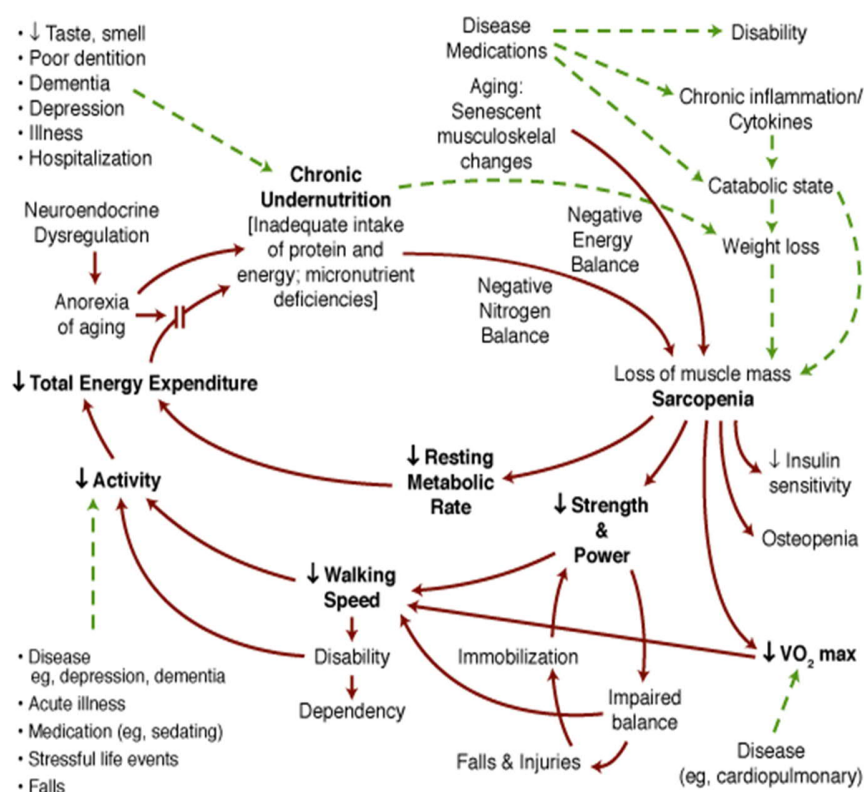 • ↓ Taste, smell
• Poor dentition
• Dementia
• Depression
• Illness
• Hospitalization
Disease
Medications
Disability
Aging:
Senescent
musculoskelal
changes
Chronic inflammation/
Cytokines
Catabolic state
Weight loss
Chronic
Undernutrition
[Inadequate intake
of protein and
energy; micronutrient
deficiencies]
Neuroendocrine
Dysregulation
Anorexia
of aging
Negative
Energy
Balance
Negative
Nitrogen
Balance
↓ Total Energy Expenditure
Loss of muscle mass
Sarcopenia
↓ Activity
↓ Resting
Metabolic
Rate
↓ Strength
&
Power
↓ Insulin
sensitivity
Osteopenia
↓ Walking
Speed
Disability
Dependency
Immobilization
Impaired
balance
Falls & Injuries
↓ VO2 max
Disease
(eg, cardiopulmonary)
• Disease
eg, depression, dementia
• Acute illness
• Medication (eg, sedating)
• Stressful life events
• Falls